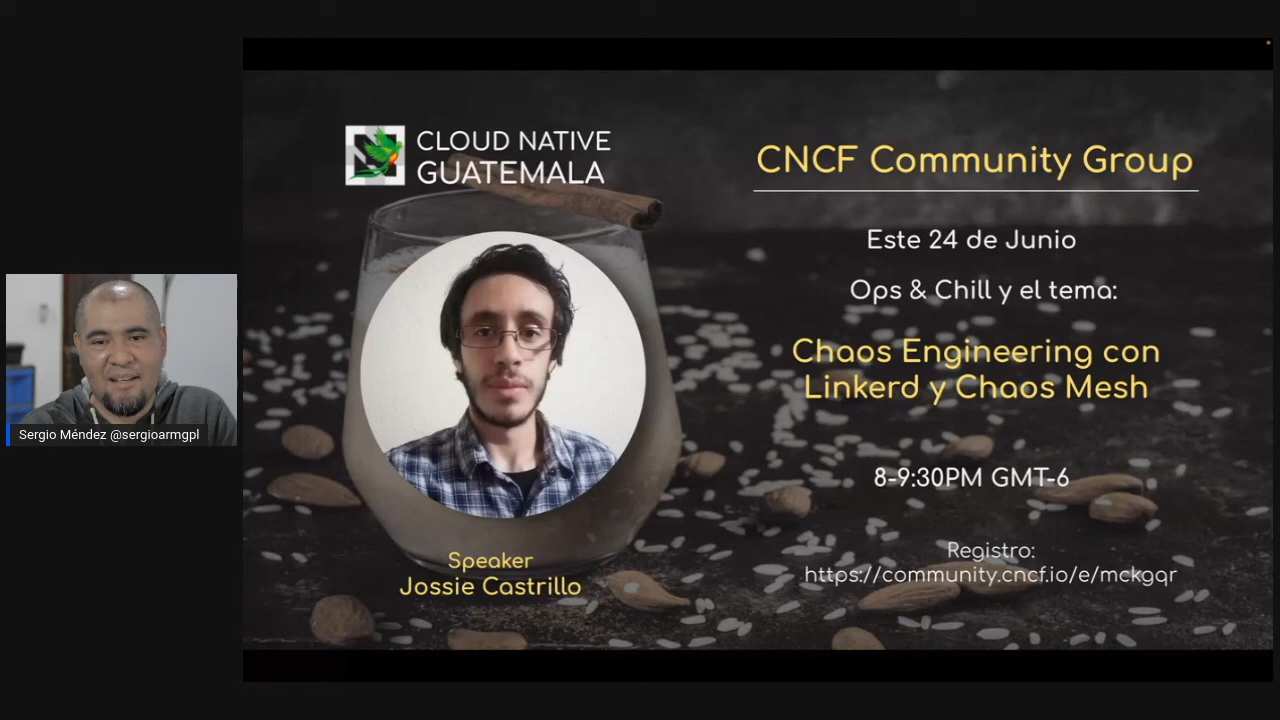 CLOUD NATIVE
GUATEMALA
CNCF Community Group
Este 24 de Junio
Ops & Chill y el tema:
Chaos Engineering con
Linkerd y Chaos Mesh
8-9:30PM GMT-6
Registro:
https://community.cncf.io/e/mckgqr
Speaker
Jossie Castrillo
Sergio Méndez @sergioarmgpl